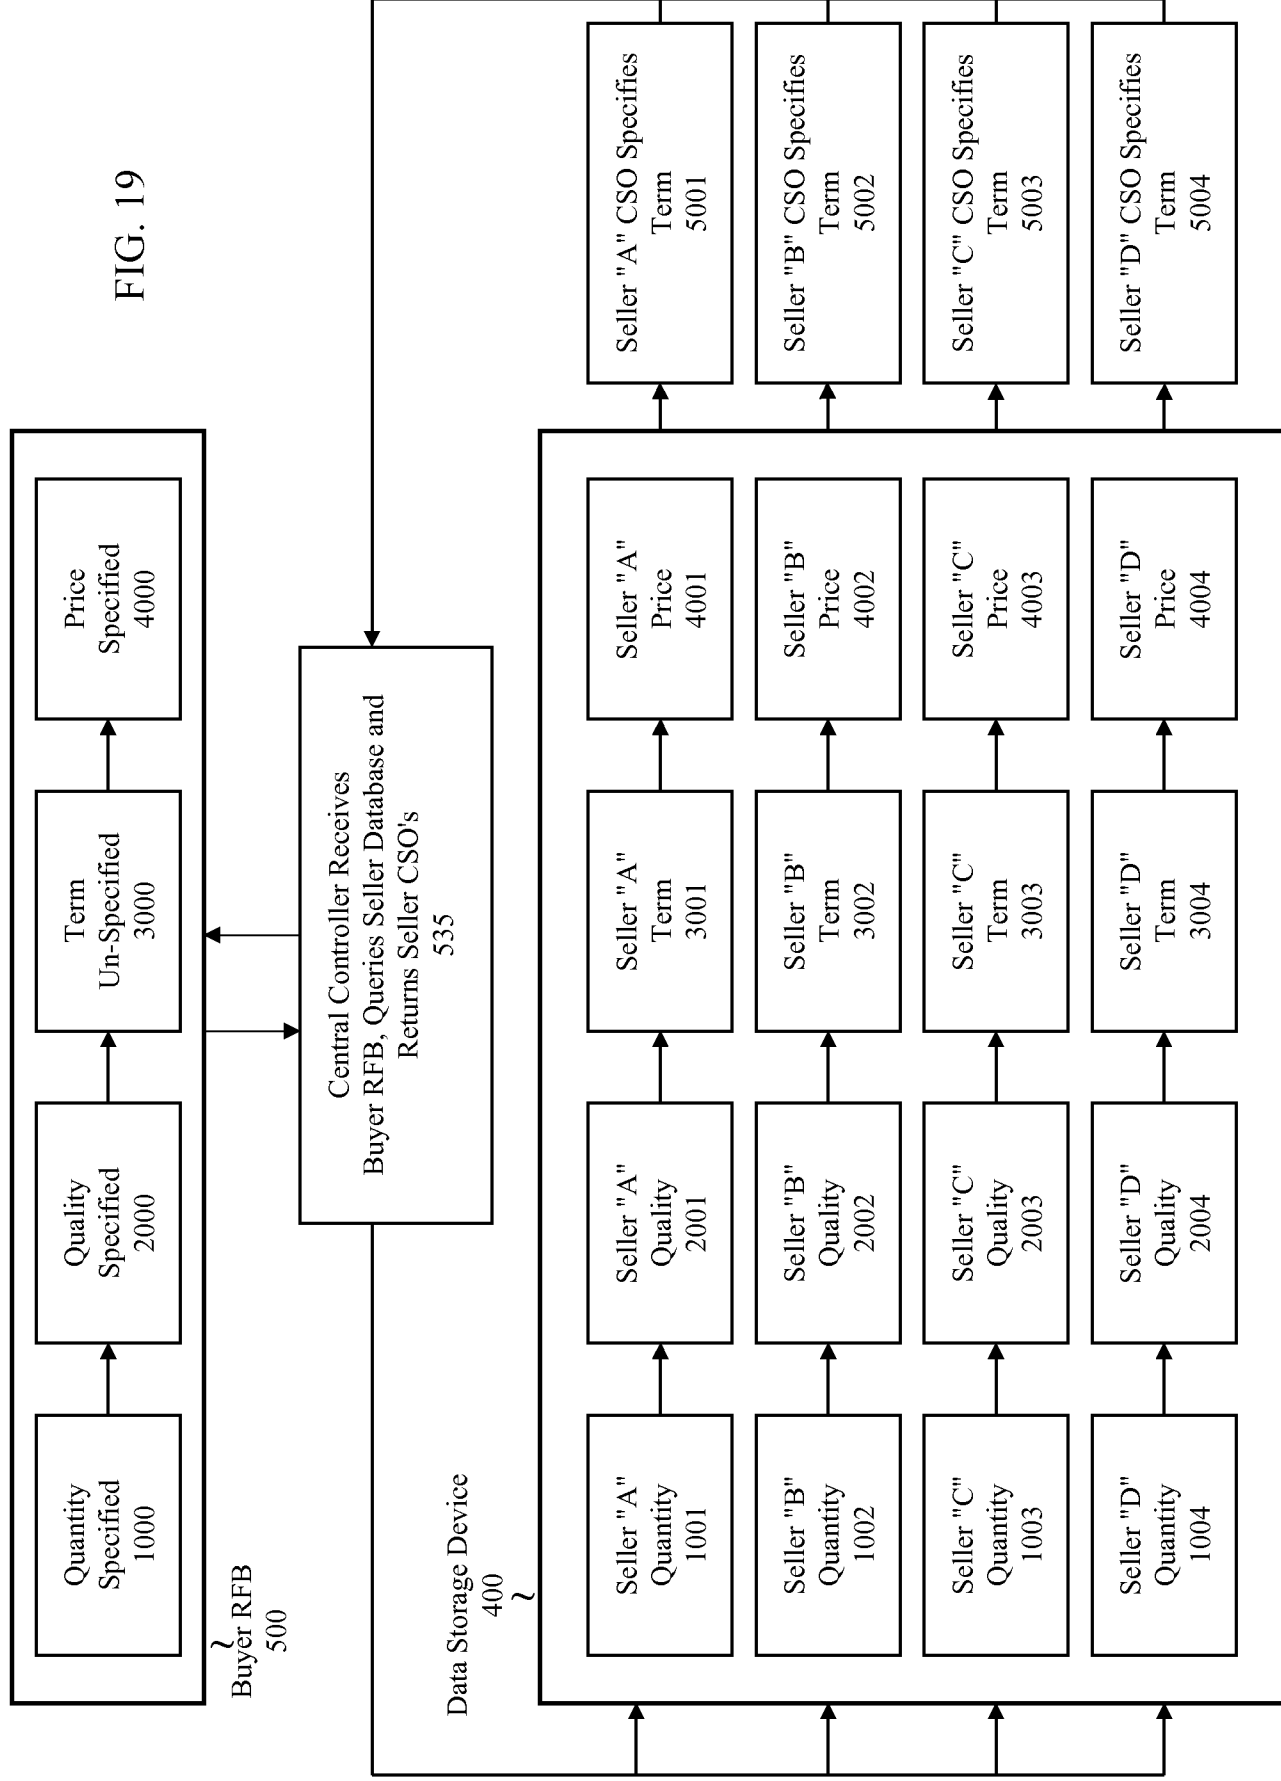 FIG. 19
Quantity
Specified
1000
Quality
Specified
2000
Term
Un-Specified
3000
Price
Specified
4000
Buyer RFB
500
Central Controller Receives
Buyer RFB, Queries Seller Database and
Returns Seller CSO's
535
Data Storage Device
400
Seller "A"
Quantity
1001
Seller "A"
Quality
2001
Seller "A"
Term
3001
Seller "A"
Price
4001
Seller "A" CSO Specifies
Term
5001
Seller "B"
Quantity
1002
Seller "B"
Quality
2002
Seller "B"
Term
3002
Seller "B"
Price
4002
Seller "B" CSO Specifies
Term
5002
Seller "C"
Quantity
1003
Seller "C"
Quality
2003
Seller "C"
Term
3003
Seller "C"
Price
4003
Seller "C" CSO Specifies
Term
5003
Seller "D"
Quantity
1004
Seller "D"
Quality
2004
Seller "D"
Term
3004
Seller "D"
Price
4004
Seller "D" CSO Specifies
Term
5004